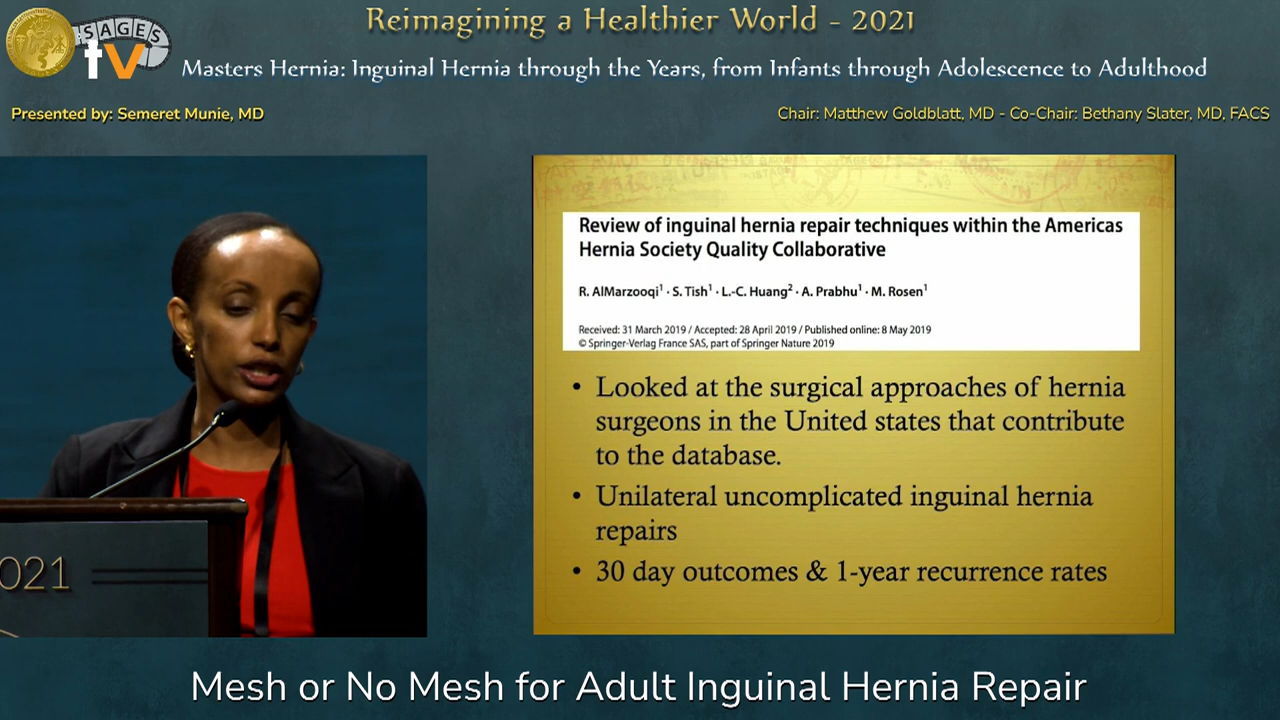 Reimagining a Healthier World - 2021
SAGES
tv
Masters Hernia: Inguinal Hernia through the Years, from Infants through Adolescence to Adulthood
Presented by: Semeret Munie, MD
Chair: Matthew Goldblatt, MD - Co-Chair: Bethany Slater, MD, FACS
Review of inguinal hernia repair techniques within the Americas
Hernia Society Quality Collaborative
R. AlMarzooqi¹ · S. Tish¹ · L.-C. Huang² · A. Prabhu¹ · M. Rosen¹
Received: 31 March 2019 / Accepted: 28 April 2019 / Published online: 8 May 2019
© Springer-Verlag France SAS, part of Springer Nature 2019
• Looked at the surgical approaches of hernia
surgeons in the United states that contribute
to the database.
• Unilateral uncomplicated inguinal hernia
repairs
• 30 day outcomes & 1-year recurrence rates
021
Mesh or No Mesh for Adult Inguinal Hernia Repair